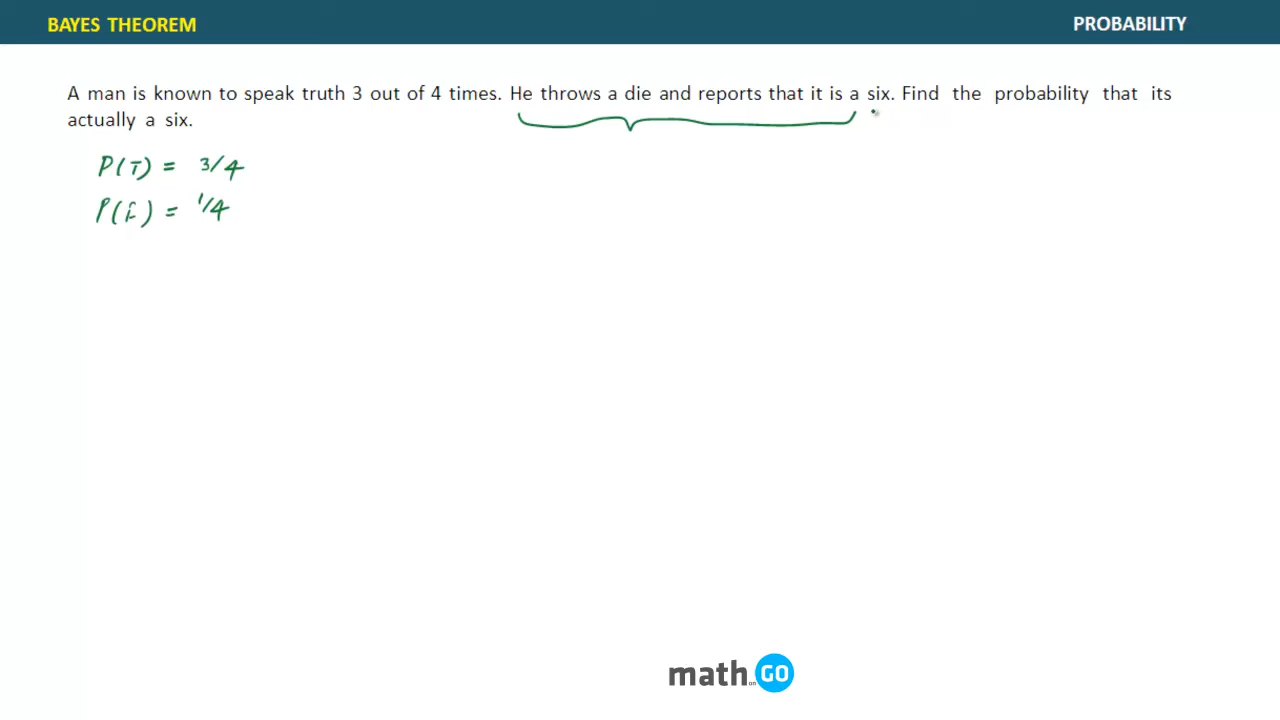 BAYES THEOREM
PROBABILITY
A man is known to speak truth 3 out of 4 times. He throws a die and reports that it is a six. Find the probability that its
actually a six.
P(T) = 3/4
P(F) = 1/4
math on GO